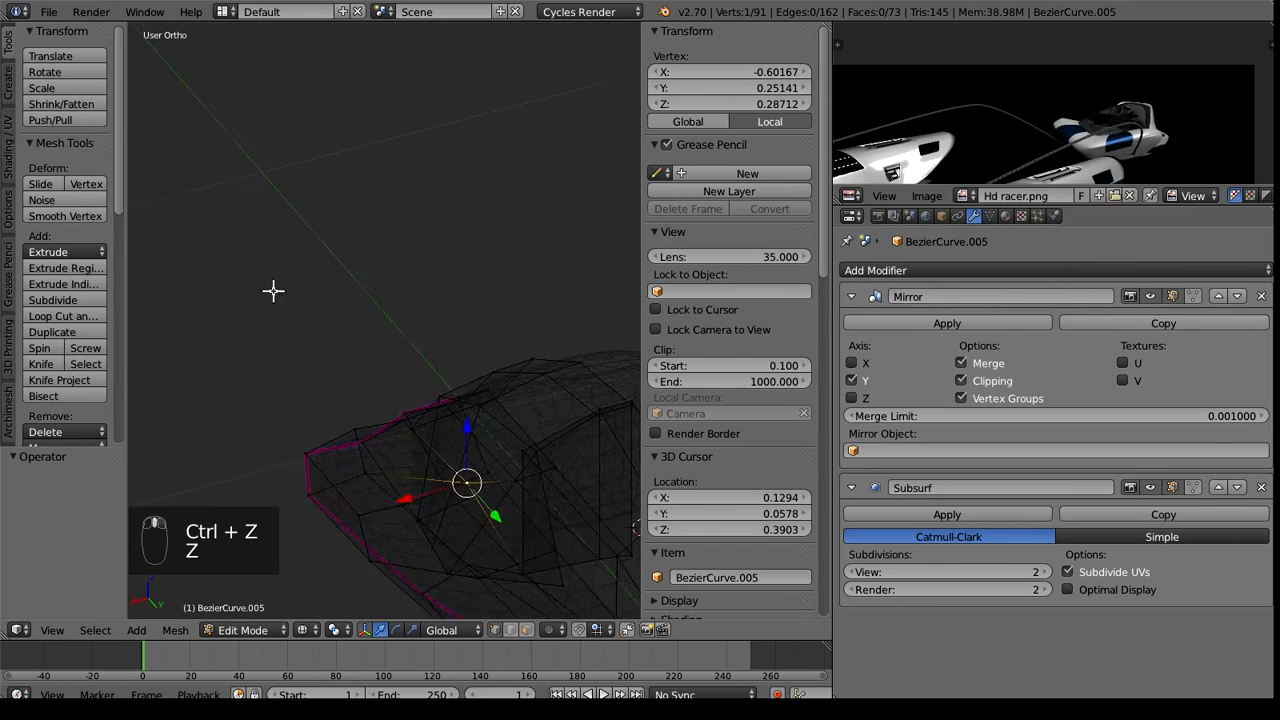 File Render Window Help Default Scene Cycles Render v2.70 | Verts:1/91 | Edges:0/162 | Faces:0/73 | Tris:145 | Mem:38.98M | BezierCurve.005
Tools
Create
Shading / UV
Options
Grease Pencil
3D Printing
Archimesh
Transform
Translate
Rotate
Scale
Shrink/Fatten
Push/Pull
Mesh Tools
Deform:
Slide Vertex
Noise
Smooth Vertex
Add:
Extrude
Extrude Regi...
Extrude Indi...
Subdivide
Loop Cut an...
Duplicate
Spin Screw
Knife Select
Knife Project
Bisect
Remove:
Delete
Operator
User Ortho
Ctrl + Z
Z
(1) BezierCurve.005
Transform
Vertex:
X: -0.60167
Y: 0.25141
Z: 0.28712
Global Local
Grease Pencil
New
New Layer
Delete Frame Convert
View
Lens: 35.000
Lock to Object:
Lock to Cursor
Lock Camera to View
Clip:
Start: 0.100
End: 1000.000
Local Camera:
Camera
Render Border
3D Cursor
Location:
X: 0.1294
Y: 0.0578
Z: 0.3903
Item
BezierCurve.005
Display
View Image Hd racer.png F View
BezierCurve.005
Add Modifier
Mirror
Apply Copy
Axis: Options: Textures:
X Merge U
Y Clipping V
Z Vertex Groups
Merge Limit: 0.001000
Mirror Object:
Subsurf
Apply Copy
Catmull-Clark Simple
Subdivisions: Options:
View: 2 Subdivide UVs
Render: 2 Optimal Display
View Select Add Mesh Edit Mode Global
-40 -20 0 20 40 60 80 100 120 140 160 180 200 220 240 260
View Marker Frame Playback Start: 1 End: 250 1 No Sync